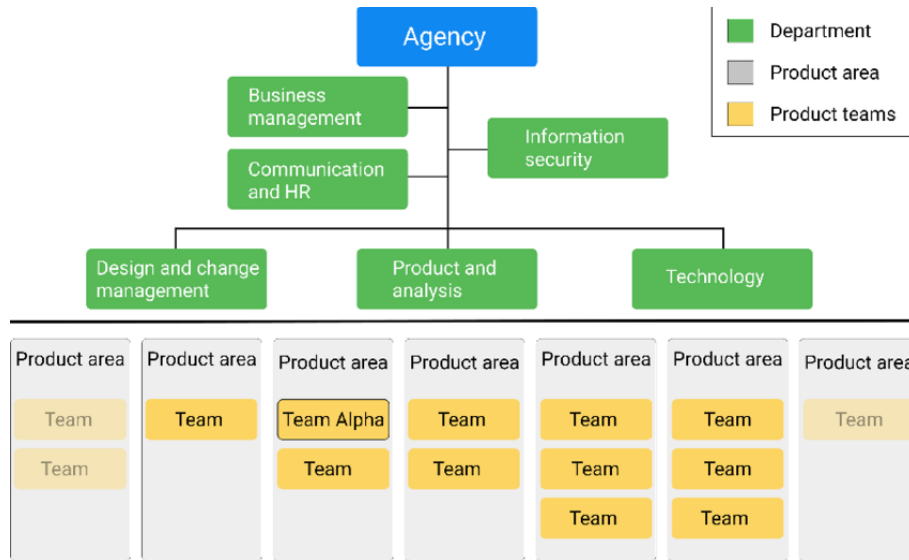 Agency
Department
Product area
Product teams
Business
management
Information
security
Communication
and HR
Design and change
management
Product and
analysis
Technology
Product area
Product area
Product area
Product area
Product area
Product area
Product area
Team
Team
Team Alpha
Team
Team
Team
Team
Team
Team
Team
Team
Team
Team
Team
Team